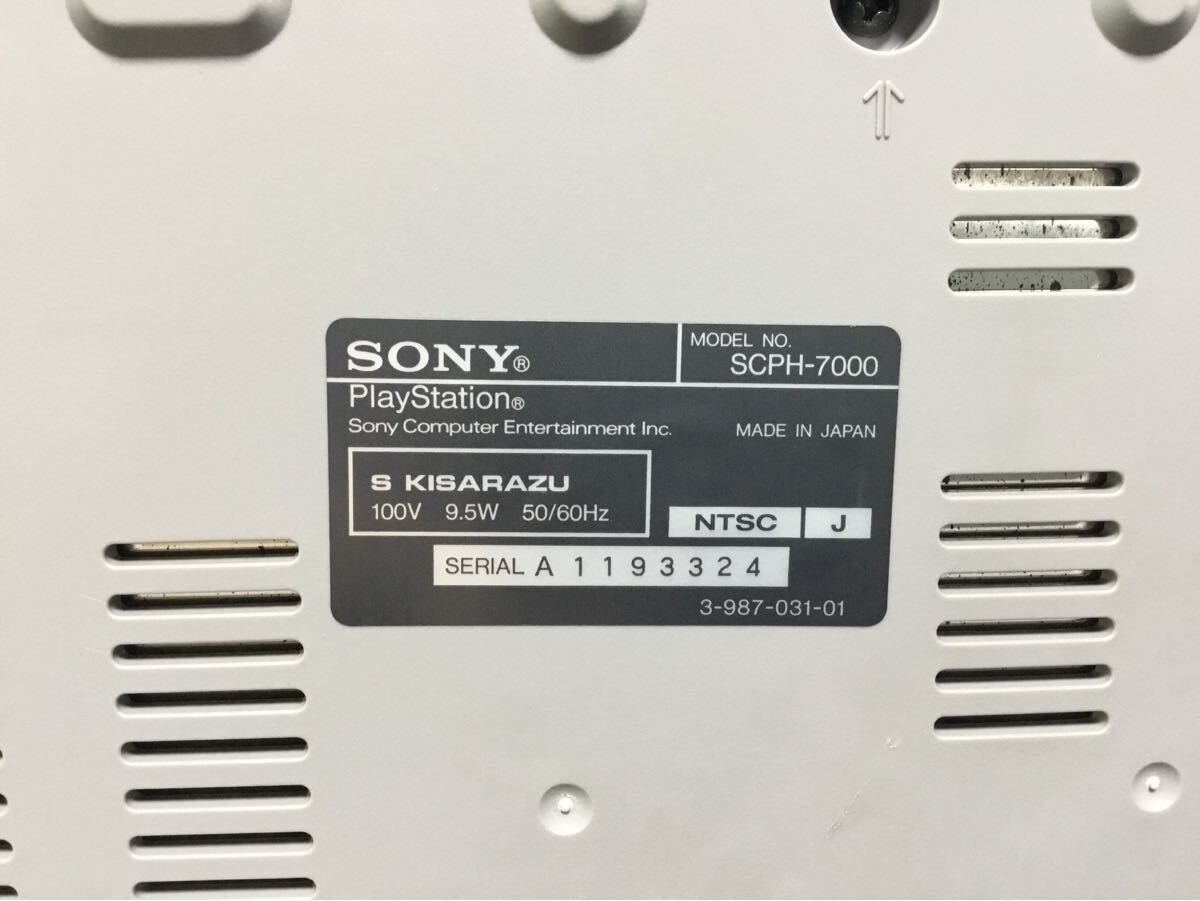 SONY®
MODEL NO.
SCPH-7000
PlayStation®
Sony Computer Entertainment Inc.
MADE IN JAPAN
S KISARAZU
100V 9.5W 50/60Hz
NTSC J
SERIAL A 1 1 9 3 3 2 4
3-987-031-01